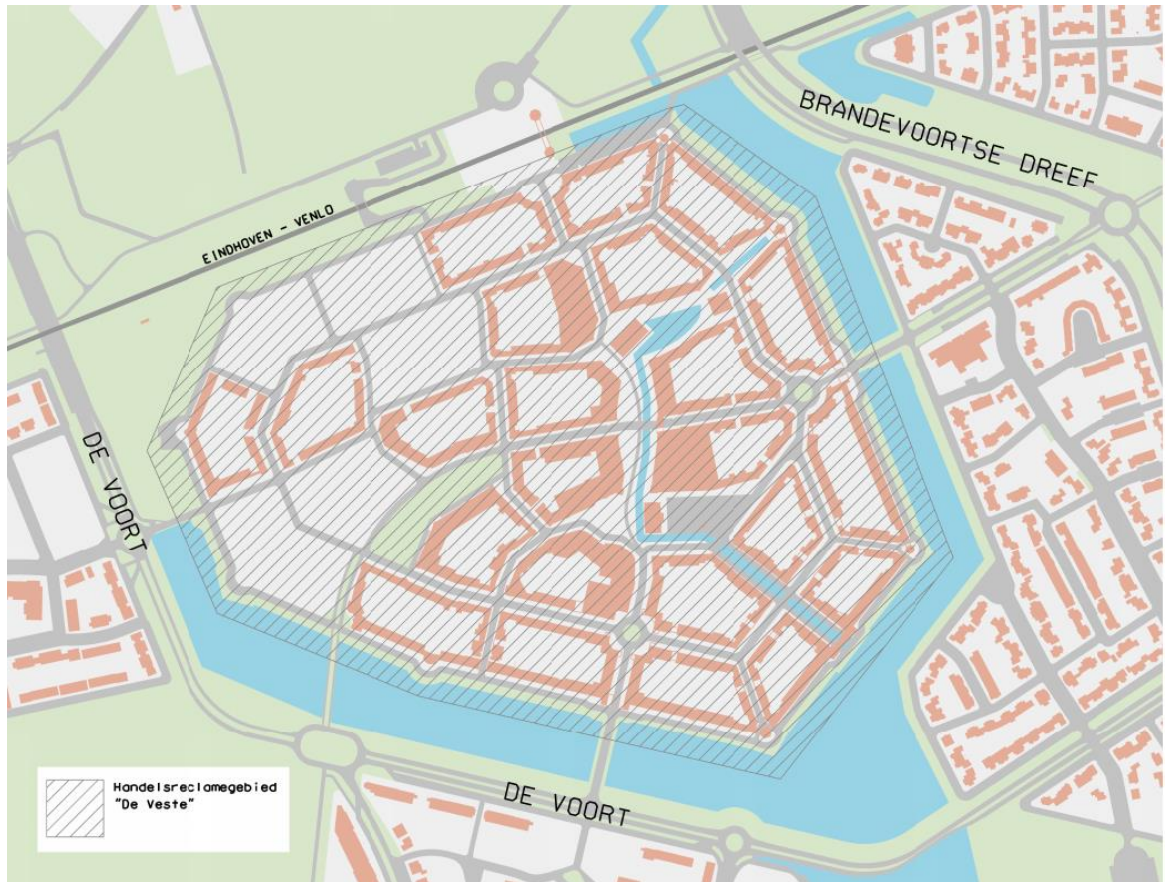 BRANDEVOORTSE DREEF
EINDHOVEN - VENLO
DE VOORT
DE VOORT
Handelsreclamegebied
"De Veste"